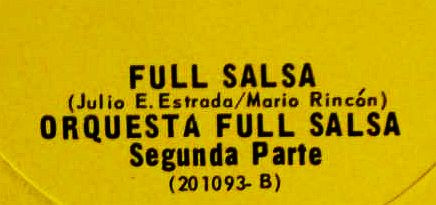 FULL SALSA
(Julio E. Estrada/Mario Rincón)
ORQUESTA FULL SALSA
Segunda Parte
(201093- B)